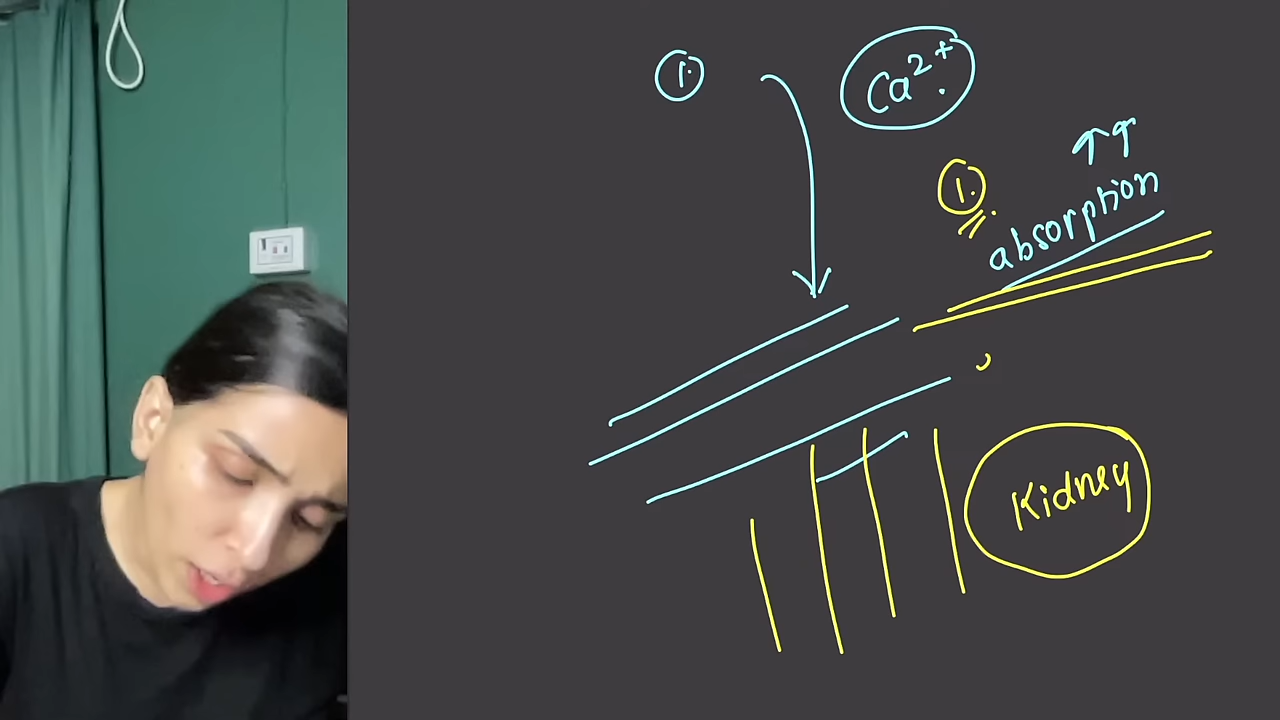 ①.
Ca²⁺.
↑↑
①.
absorption
Kidney